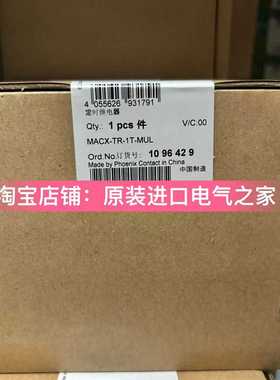 4 055626 931791
定时继电器
Qty.: 1 pcs 件 V/C:00
MACX-TR-1T-MUL
Ord.No.订货号: 10 96 42 9
Made by Phoenix Contact in China
中国制造
淘宝店铺：原装进口电气之家